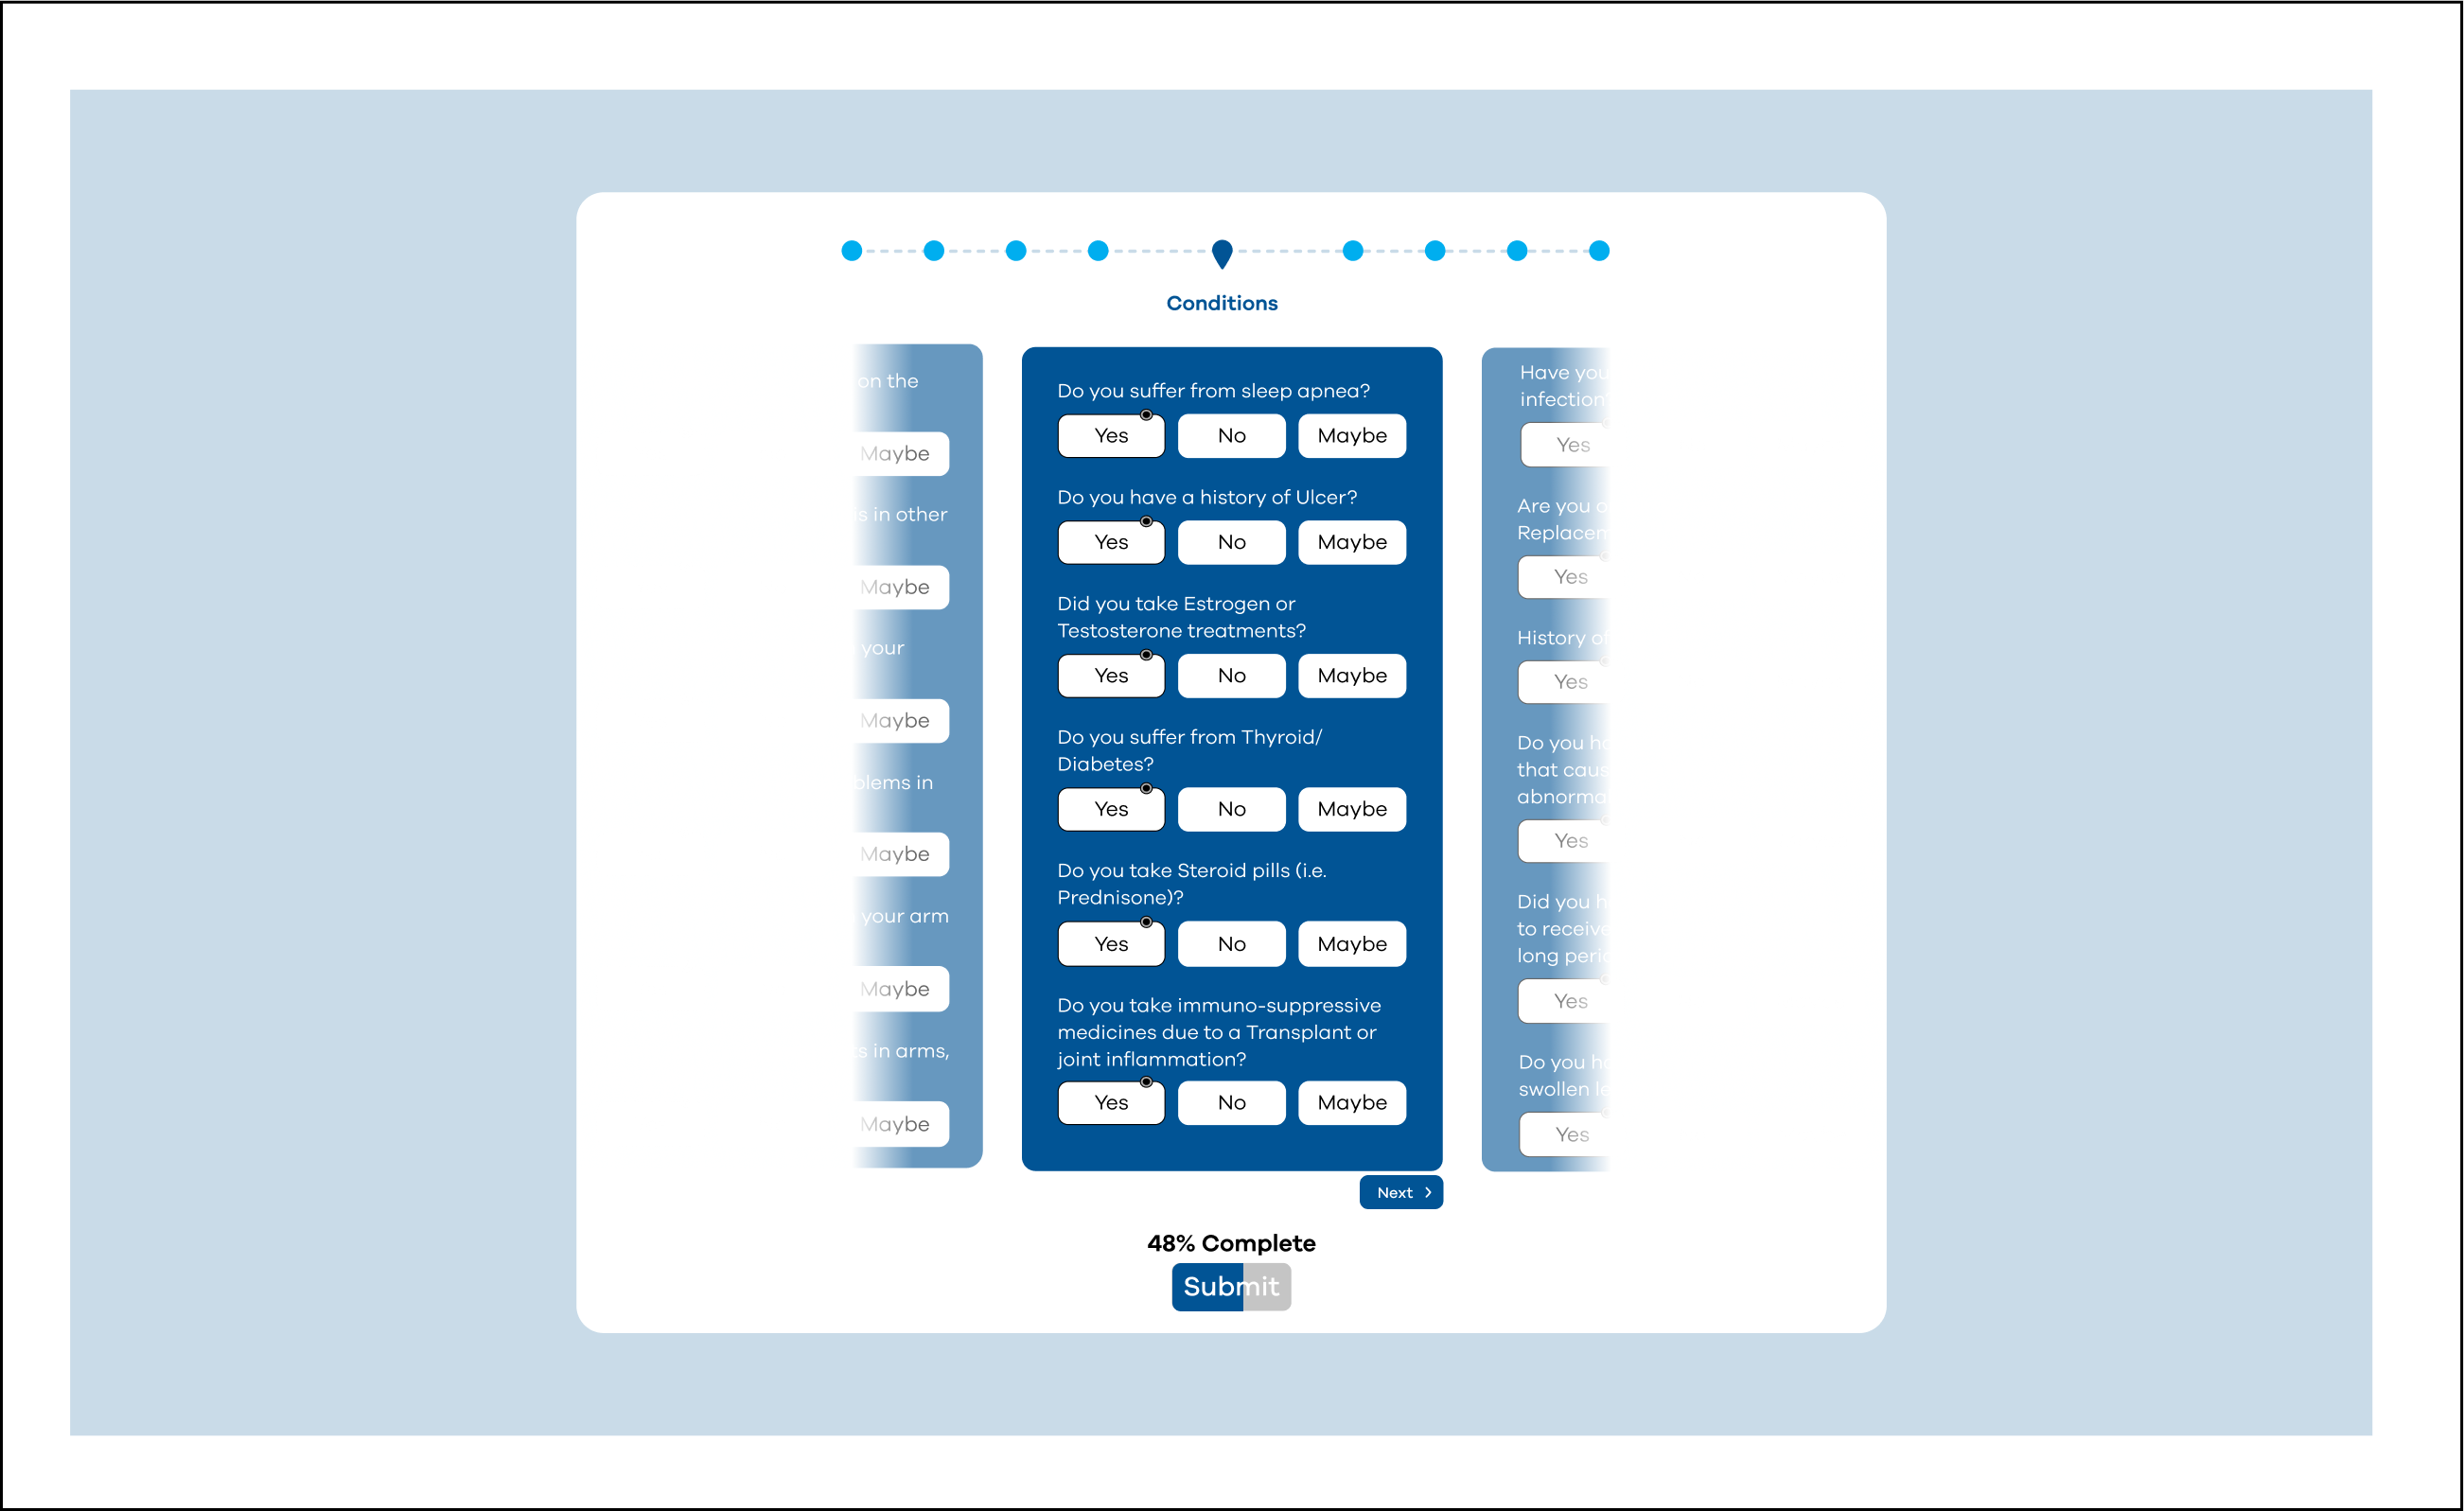 Conditions
on the
Maybe
in other
Maybe
your
Maybe
in
Maybe
your arm
Maybe
in arms,
Maybe
Do you suffer from sleep apnea?
Yes No Maybe
Do you have a history of Ulcer?
Yes No Maybe
Did you take Estrogen or
Testosterone treatments?
Yes No Maybe
Do you suffer from Thyroid/
Diabetes?
Yes No Maybe
Do you take Steroid pills (i.e.
Prednisone)?
Yes No Maybe
Do you take immuno-suppressive
medicines due to a Transplant or
joint inflammation?
Yes No Maybe
Have you
infection
Yes
Are you
Yes
History of
Yes
Do you
that
Yes
Did you
to receive
long
Yes
Do you
swollen
Yes
Next
48% Complete
Submit